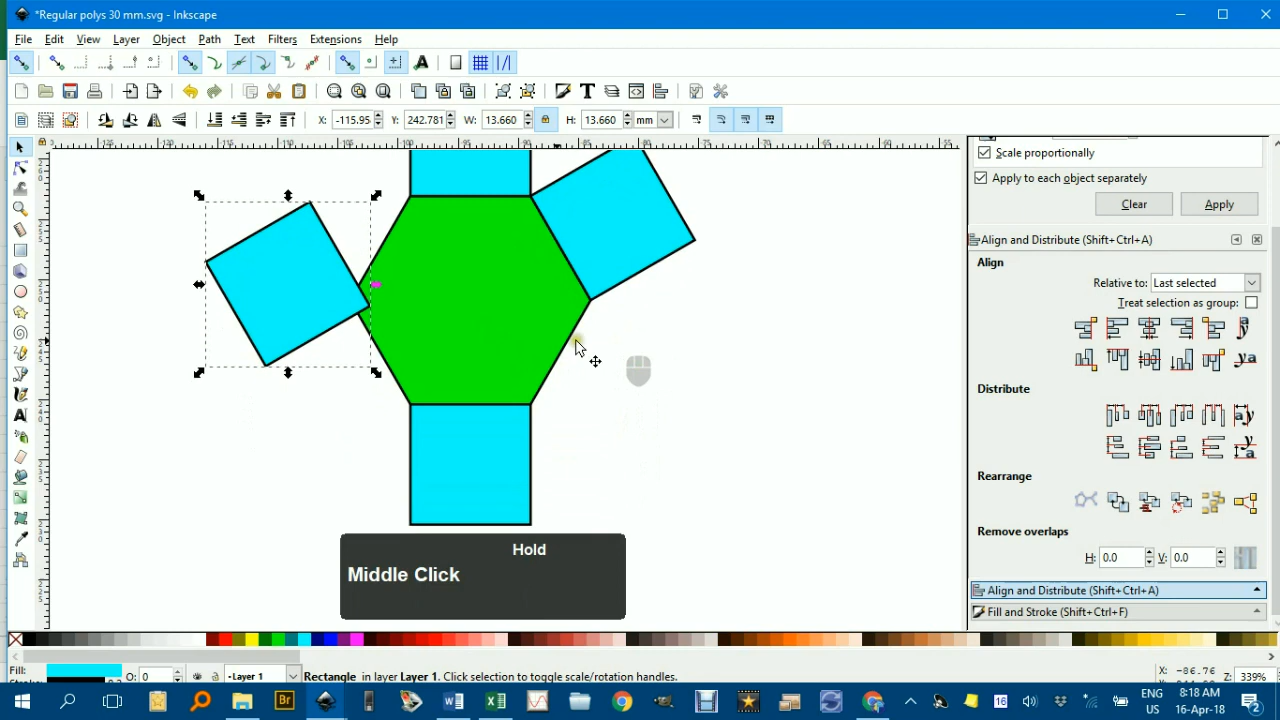 *Regular polys 30 mm.svg - Inkscape
File Edit View Layer Object Path Text Filters Extensions Help
X: -115.95 Y: 242.781 W: 13.660 H: 13.660 mm
Scale proportionally
Apply to each object separately
Clear Apply
Align and Distribute (Shift+Ctrl+A)
Align
Relative to: Last selected
Treat selection as group:
Distribute
Rearrange
Remove overlaps
H: 0.0 V: 0.0
Align and Distribute (Shift+Ctrl+A)
Fill and Stroke (Shift+Ctrl+F)
Hold
Middle Click
Fill: O: 0 -Layer 1 Rectangle in layer Layer 1. Click selection to toggle scale/rotation handles. X: -86.76 Z: 339%
ENG 8:18 AM
US 16-Apr-18